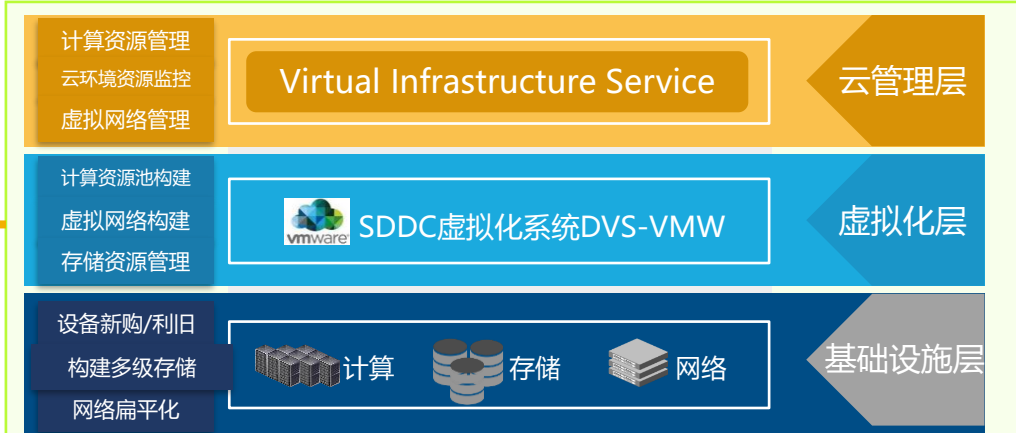 计算资源管理
云环境资源监控
虚拟网络管理
Virtual Infrastructure Service
云管理层
计算资源池构建
虚拟网络构建
存储资源管理
vmware
SDDC虚拟化系统DVS-VMW
虚拟化层
设备新购/利旧
构建多级存储
网络扁平化
计算
存储
网络
基础设施层